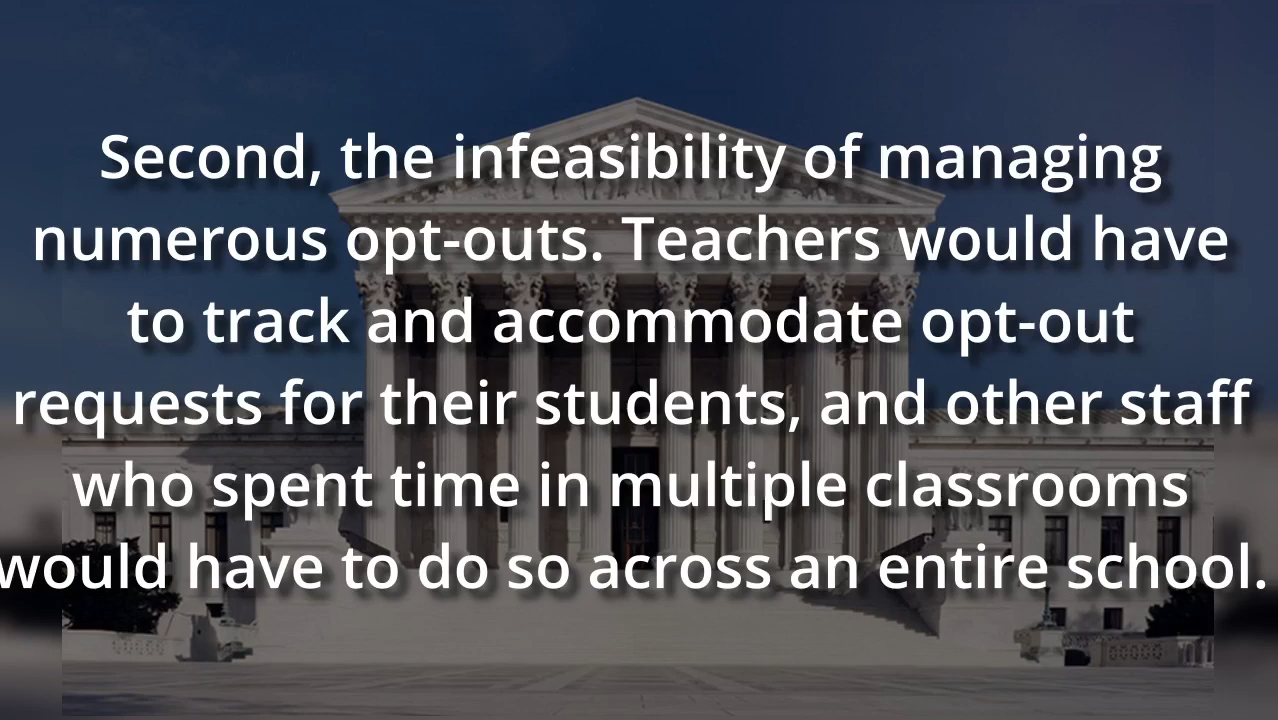 Second, the infeasibility of managing
numerous opt-outs. Teachers would have
to track and accommodate opt-out
requests for their students, and other staff
who spent time in multiple classrooms
would have to do so across an entire school.